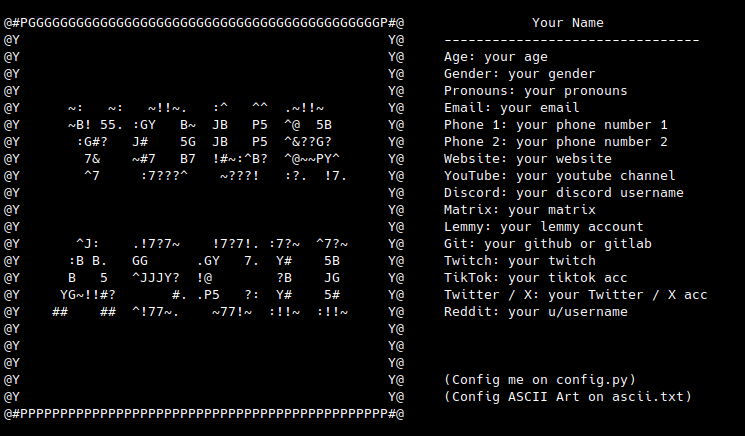 @#PGGGGGGGGGGGGGGGGGGGGGGGGGGGGGGGGGGGGGGGGGGGGP#@                Your Name
@Y                                              Y@     --------------------------------
@Y                                              Y@     Age: your age
@Y                                              Y@     Gender: your gender
@Y                                              Y@     Pronouns: your pronouns
@Y      ~:   ~:   ~!!~.   :^   ^^  .~!!~        Y@     Email: your email
@Y      ~B! 55. :GY   B~  JB   P5  ^@  5B       Y@     Phone 1: your phone number 1
@Y       :G#?   J#    5G  JB   P5  ^&??G?       Y@     Phone 2: your phone number 2
@Y        7&    ~#7   B7  !#~:^B?  ^@~~PY^      Y@     Website: your website
@Y        ^7     :7???^    ~???!   :?.  !7.     Y@     YouTube: your youtube channel
@Y                                              Y@     Discord: your discord username
@Y                                              Y@     Matrix: your matrix
@Y                                              Y@     Lemmy: your lemmy account
@Y       ^J:    .!7?7~    !7?7!. :7?~  ^7?~     Y@     Git: your github or gitlab
@Y      :B B.   GG      .GY   7.  Y#    5B      Y@     Twitch: your twitch
@Y      B   5   ^JJJY?  !@        ?B    JG      Y@     TikTok: your tiktok acc
@Y     YG~!!#?       #. .P5   ?:  Y#    5#      Y@     Twitter / X: your Twitter / X acc
@Y    ##    ##  ^!77~.    ~77!~  :!!~  :!!~     Y@     Reddit: your u/username
@Y                                              Y@
@Y                                              Y@
@Y                                              Y@
@Y                                              Y@     (Config me on config.py)
@Y                                              Y@     (Config ASCII Art on ascii.txt)
@#PPPPPPPPPPPPPPPPPPPPPPPPPPPPPPPPPPPPPPPPPPPPPP#@